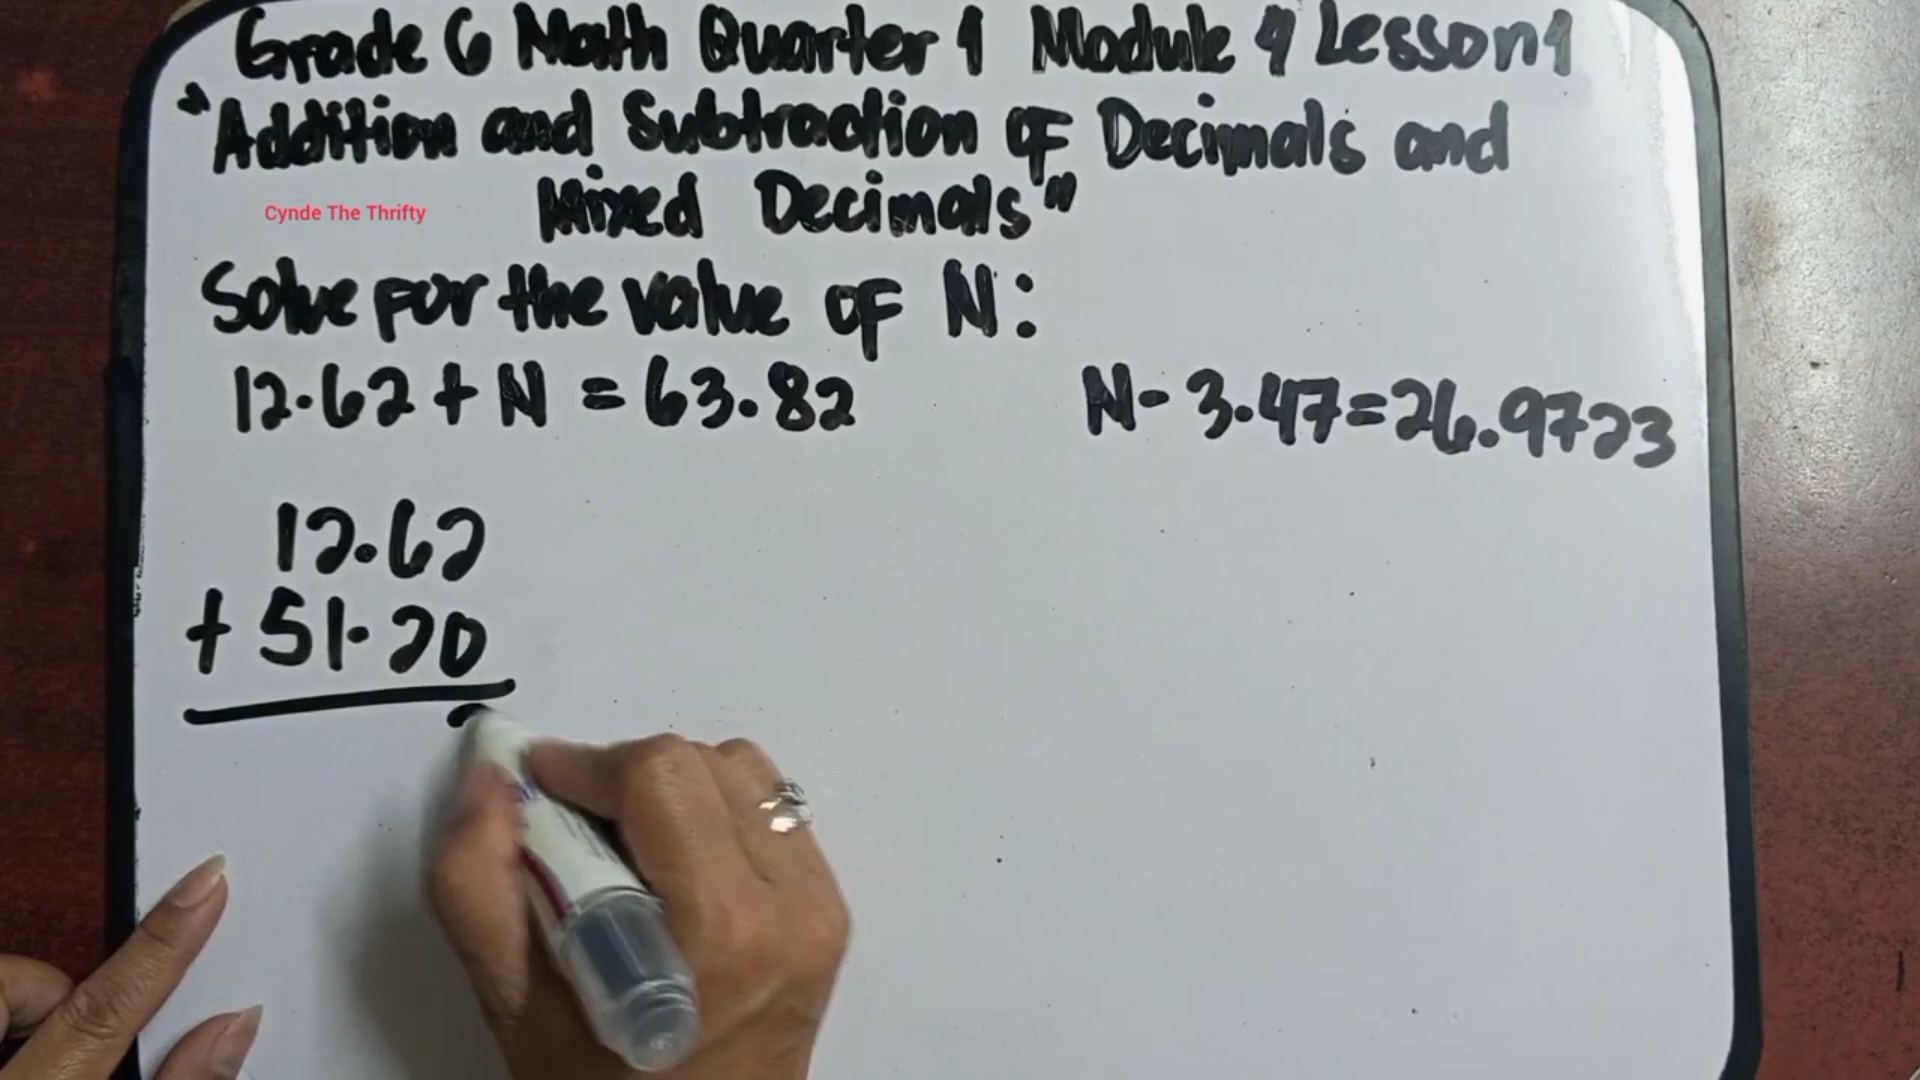 Grade 6 Math Quarter 1 Module 4 Lesson 1
"Addition and Subtraction of Decimals and
Mixed Decimals"
Cynde The Thrifty
Solve for the value of N:
12.62 + N = 63.82
N - 3.47 = 26.9723
12.62
+ 51.20